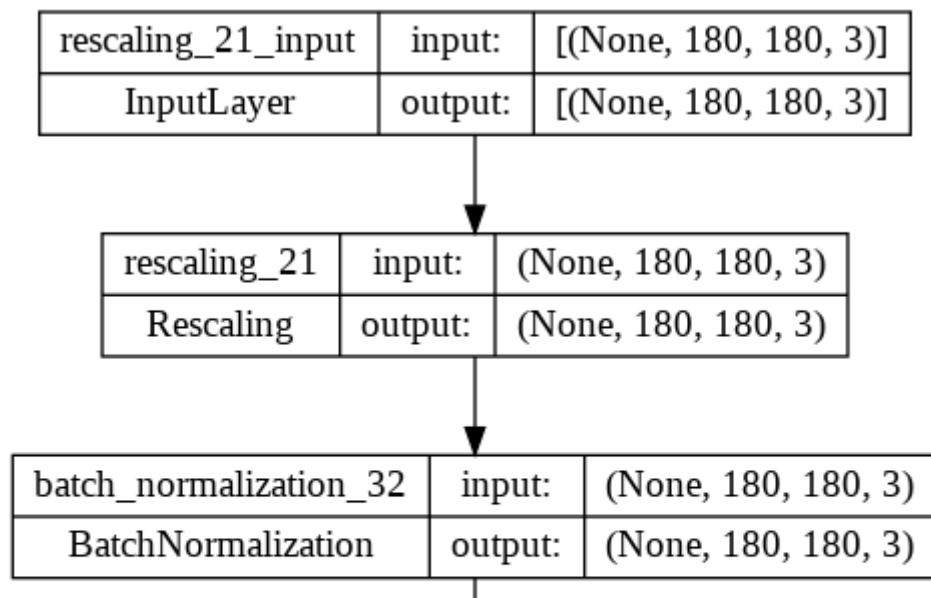 rescaling_21_input input: [(None, 180, 180, 3)]
InputLayer output: [(None, 180, 180, 3)]
rescaling_21 input: (None, 180, 180, 3)
Rescaling output: (None, 180, 180, 3)
batch_normalization_32 input: (None, 180, 180, 3)
BatchNormalization output: (None, 180, 180, 3)